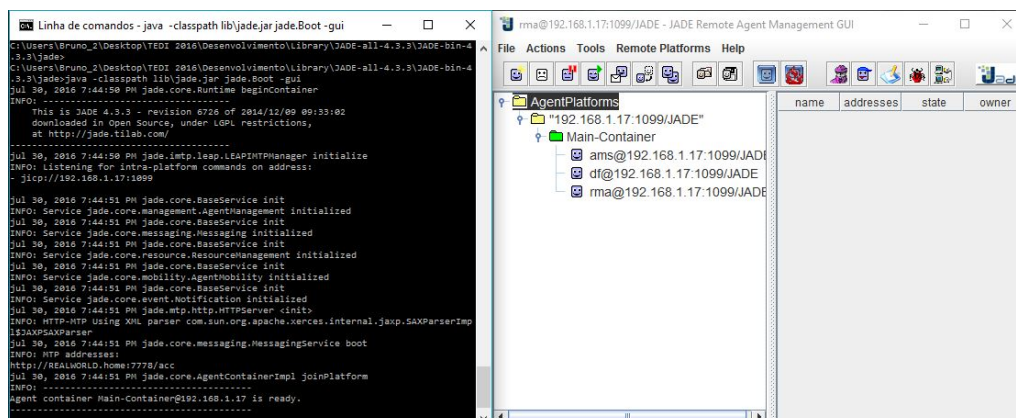 Linha de comandos - java -classpath lib\jade.jar jade.Boot -gui
C:\Users\Bruno_2\Desktop\TEDI 2016\Desenvolvimento\Library\JADE-all-4.3.3\JADE-bin-4
.3.3\jade>
C:\Users\Bruno_2\Desktop\TEDI 2016\Desenvolvimento\Library\JADE-all-4.3.3\JADE-bin-4
.3.3\jade>java -classpath lib\jade.jar jade.Boot -gui
jul 30, 2016 7:44:50 PM jade.core.Runtime beginContainer
INFO: ----------------------------------
This is JADE 4.3.3 - revision 6726 of 2014/12/09 09:33:02
downloaded in Open Source, under LGPL restrictions,
at http://jade.tilab.com/
----------------------------------------
jul 30, 2016 7:44:50 PM jade.imtp.leap.LEAPIMTPManager initialize
INFO: Listening for intra-platform commands on address:
- jicp://192.168.1.17:1099
jul 30, 2016 7:44:51 PM jade.core.BaseService init
INFO: Service jade.core.management.AgentManagement initialized
jul 30, 2016 7:44:51 PM jade.core.BaseService init
INFO: Service jade.core.messaging.Messaging initialized
jul 30, 2016 7:44:51 PM jade.core.BaseService init
INFO: Service jade.core.resource.ResourceManagement initialized
jul 30, 2016 7:44:51 PM jade.core.BaseService init
INFO: Service jade.core.mobility.AgentMobility initialized
jul 30, 2016 7:44:51 PM jade.core.BaseService init
INFO: Service jade.core.event.Notification initialized
jul 30, 2016 7:44:51 PM jade.mtp.http.HTTPServer <init>
INFO: HTTP-MTP Using XML parser com.sun.org.apache.xerces.internal.jaxp.SAXParserImp
l$JAXPSAXParser
jul 30, 2016 7:44:51 PM jade.core.messaging.MessagingService boot
INFO: MTP addresses:
http://REALWORLD.home:7778/acc
jul 30, 2016 7:44:51 PM jade.core.AgentContainerImpl joinPlatform
INFO: --------------------------------------
Agent container Main-Container@192.168.1.17 is ready.
--------------------------------------------
rma@192.168.1.17:1099/JADE - JADE Remote Agent Management GUI
File Actions Tools Remote Platforms Help
Jad
AgentPlatforms
"192.168.1.17:1099/JADE"
Main-Container
ams@192.168.1.17:1099/JADE
df@192.168.1.17:1099/JADE
rma@192.168.1.17:1099/JADE
name addresses state owner